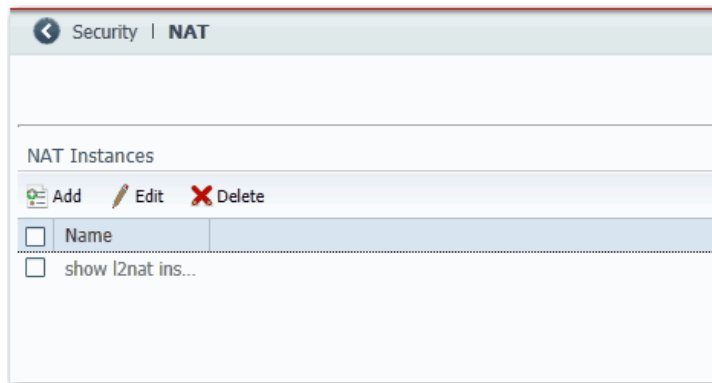 Security | NAT
NAT Instances
Add Edit Delete
Name
show l2nat ins...